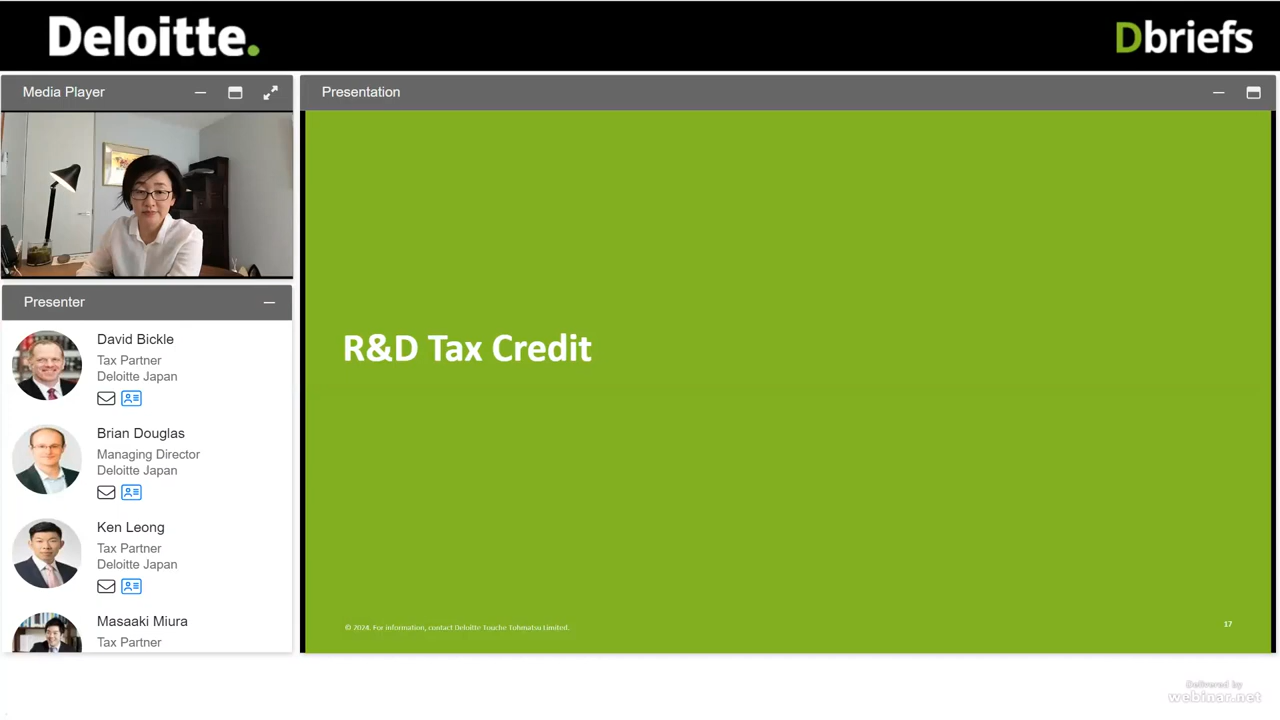 Deloitte.
Dbriefs
Media Player
Presentation
R&D Tax Credit
Presenter
David Bickle
Tax Partner
Deloitte Japan
Brian Douglas
Managing Director
Deloitte Japan
Ken Leong
Tax Partner
Deloitte Japan
Masaaki Miura
Tax Partner
© 2024. For information, contact Deloitte Touche Tohmatsu Limited.
17
Delivered by
webinar.net